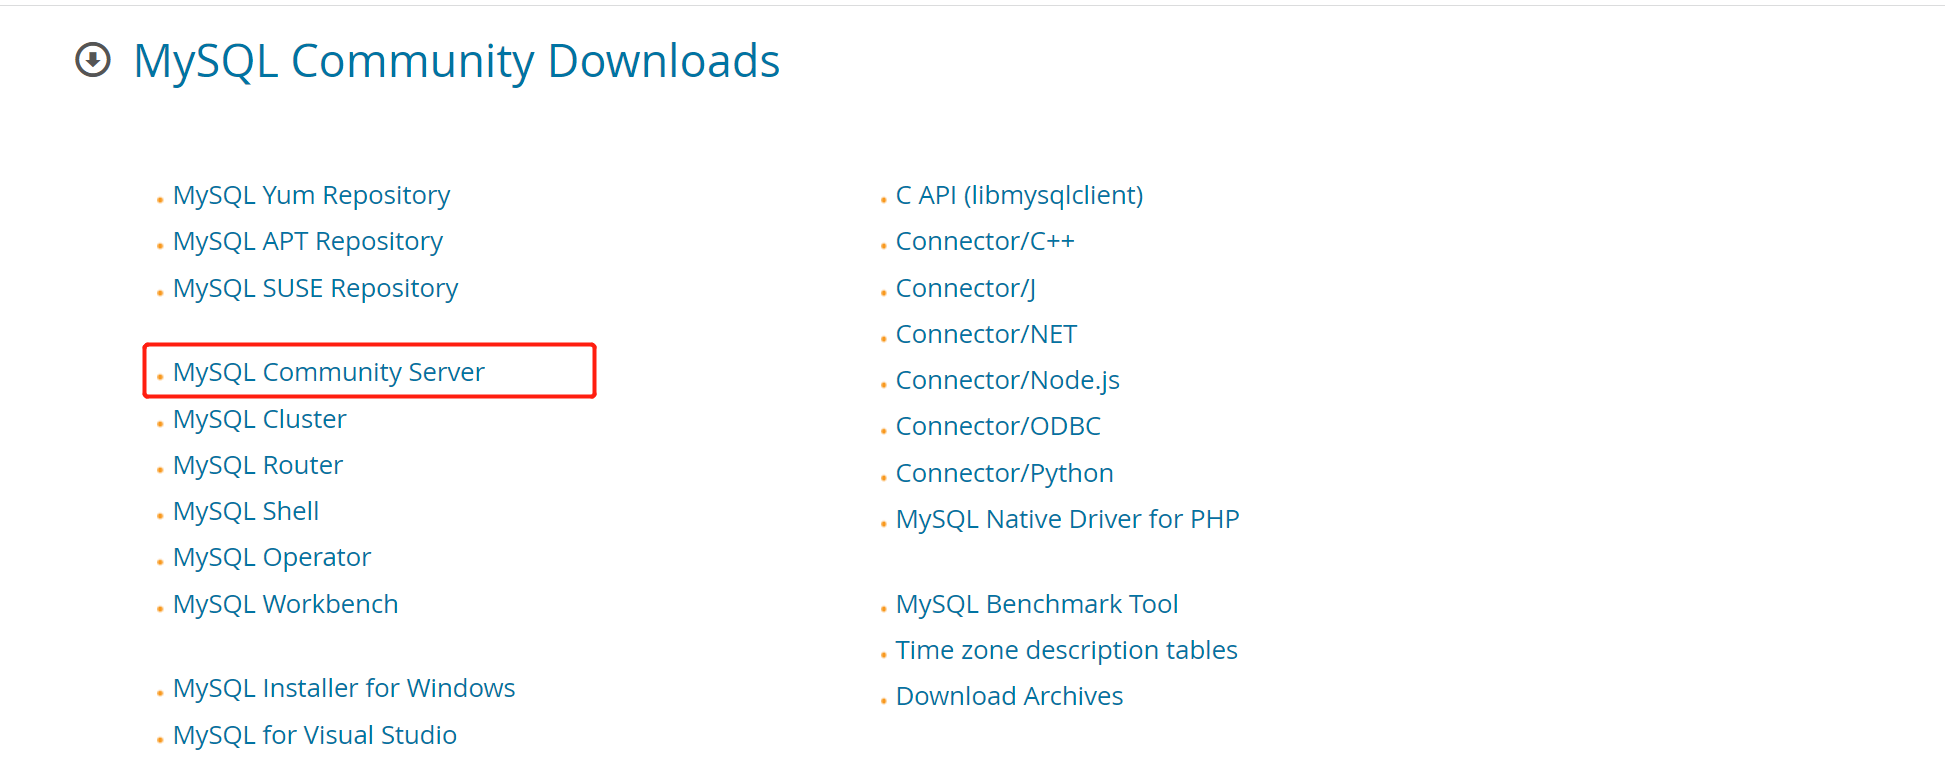 MySQL Community Downloads
MySQL Yum Repository
MySQL APT Repository
MySQL SUSE Repository
MySQL Community Server
MySQL Cluster
MySQL Router
MySQL Shell
MySQL Operator
MySQL Workbench
MySQL Installer for Windows
MySQL for Visual Studio
C API (libmysqlclient)
Connector/C++
Connector/J
Connector/NET
Connector/Node.js
Connector/ODBC
Connector/Python
MySQL Native Driver for PHP
MySQL Benchmark Tool
Time zone description tables
Download Archives